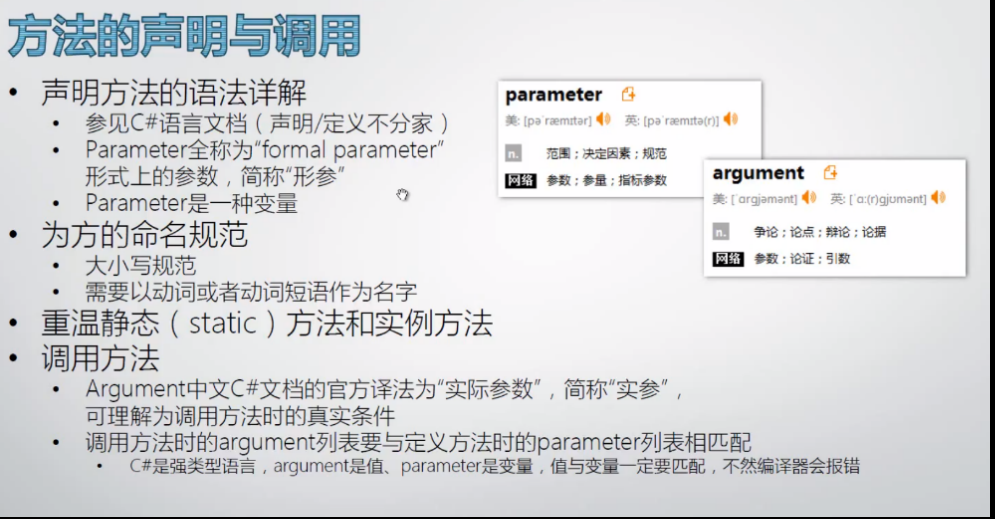 方法的声明与调用
• 声明方法的语法详解
• 参见C#语言文档（声明/定义不分家）
• Parameter全称为“formal parameter”
形式上的参数，简称“形参”
• Parameter是一种变量
• 为方的命名规范
• 大小写规范
• 需要以动词或者动词短语作为名字
• 重温静态（static）方法和实例方法
• 调用方法
• Argument中文C#文档的官方译法为“实际参数”，简称“实参”，
可理解为调用方法时的真实条件
• 调用方法时的argument列表要与定义方法时的parameter列表相匹配
• C#是强类型语言，argument是值、parameter是变量，值与变量一定要匹配，不然编译器会报错
parameter
美: [pəˈræmɪtər] 英: [pəˈræmɪtə(r)]
n. 范围；决定因素；规范
网络 参数；参量；指标参数
argument
美: [ˈɑrɡjəmənt] 英: [ˈɑː(r)ɡjʊmənt]
n. 争论；论点；辩论；论据
网络 参数；论证；引数